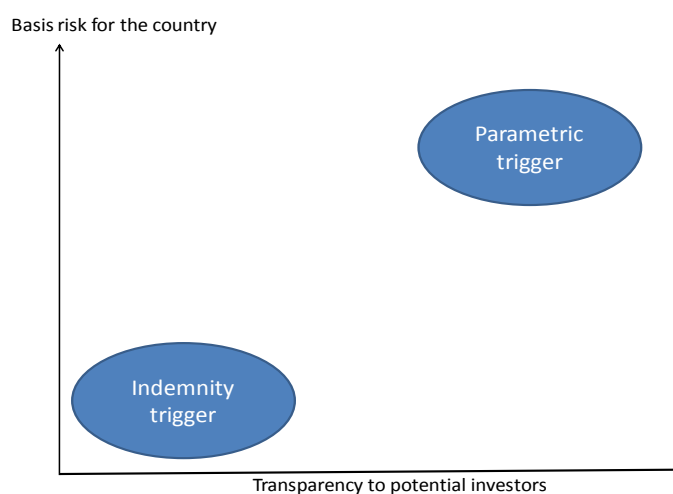 Basis risk for the country
Parametric
trigger
Indemnity
trigger
Transparency to potential investors